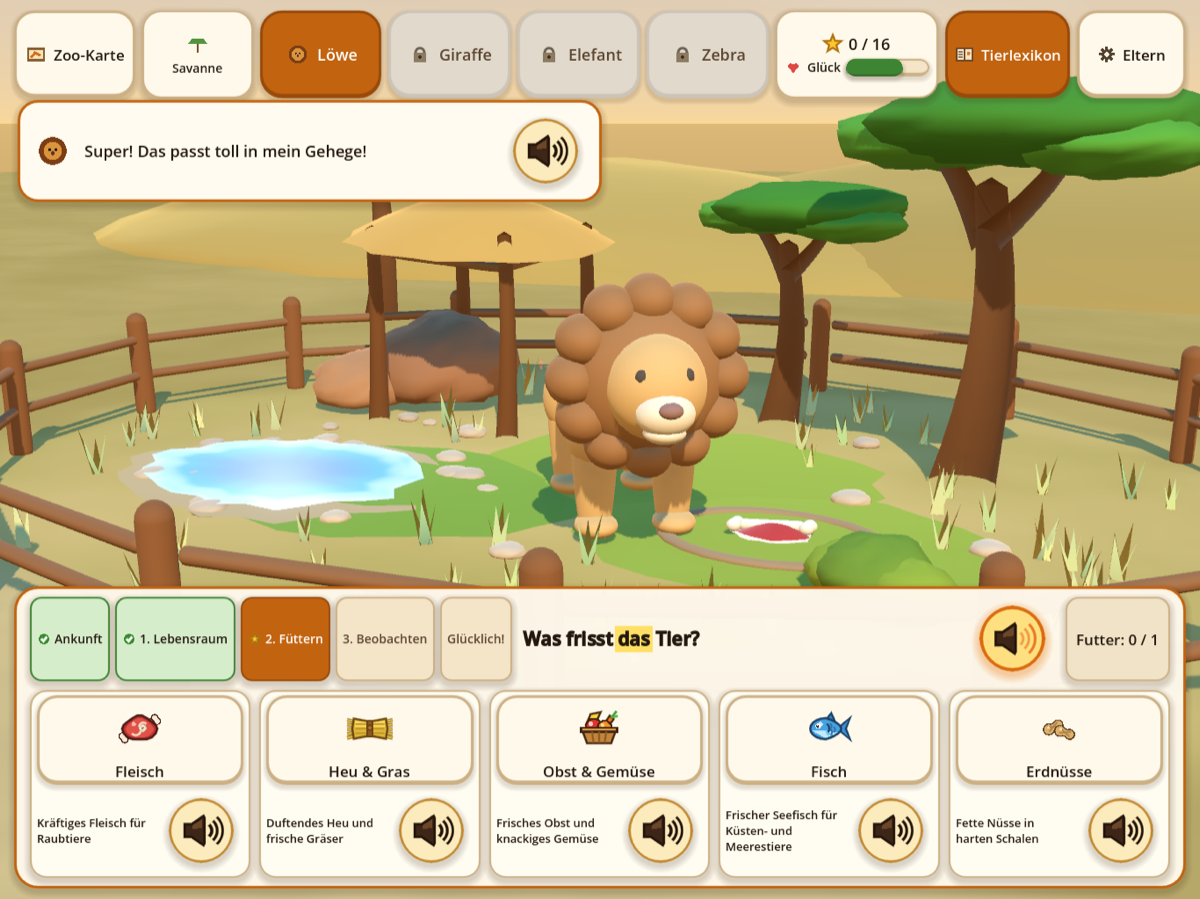 Zoo-Karte
Savanne
Löwe
Giraffe
Elefant
Zebra
0 / 16
Glück
Tierlexikon
Eltern
Super! Das passt toll in mein Gehege!
Ankunft
1. Lebensraum
2. Füttern
3. Beobachten
Glücklich!
Was frisst das Tier?
Futter: 0 / 1
Fleisch
Heu & Gras
Obst & Gemüse
Fisch
Erdnüsse
Kräftiges Fleisch für
Raubtiere
Duftendes Heu und
frische Gräser
Frisches Obst und
knackiges Gemüse
Frischer Seefisch für
Küsten- und
Meerestiere
Fette Nüsse in
harten Schalen